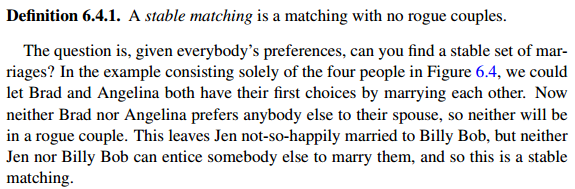 Definition 6.4.1. A stable matching is a matching with no rogue couples.
The question is, given everybody’s preferences, can you find a stable set of mar-
riages? In the example consisting solely of the four people in Figure 6.4, we could
let Brad and Angelina both have their first choices by marrying each other. Now
neither Brad nor Angelina prefers anybody else to their spouse, so neither will be
in a rogue couple. This leaves Jen not-so-happily married to Billy Bob, but neither
Jen nor Billy Bob can entice somebody else to marry them, and so this is a stable
matching.